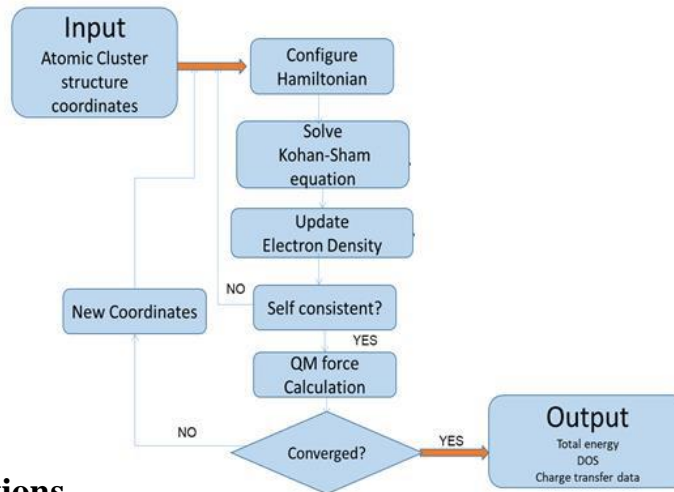 Input
Atomic Cluster
structure
coordinates
Configure
Hamiltonian
Solve
Kohan-Sham
equation
Update
Electron Density
NO
Self consistent?
New Coordinates
YES
QM force
Calculation
NO
Converged?
YES
Output
Total energy
DOS
Charge transfer data